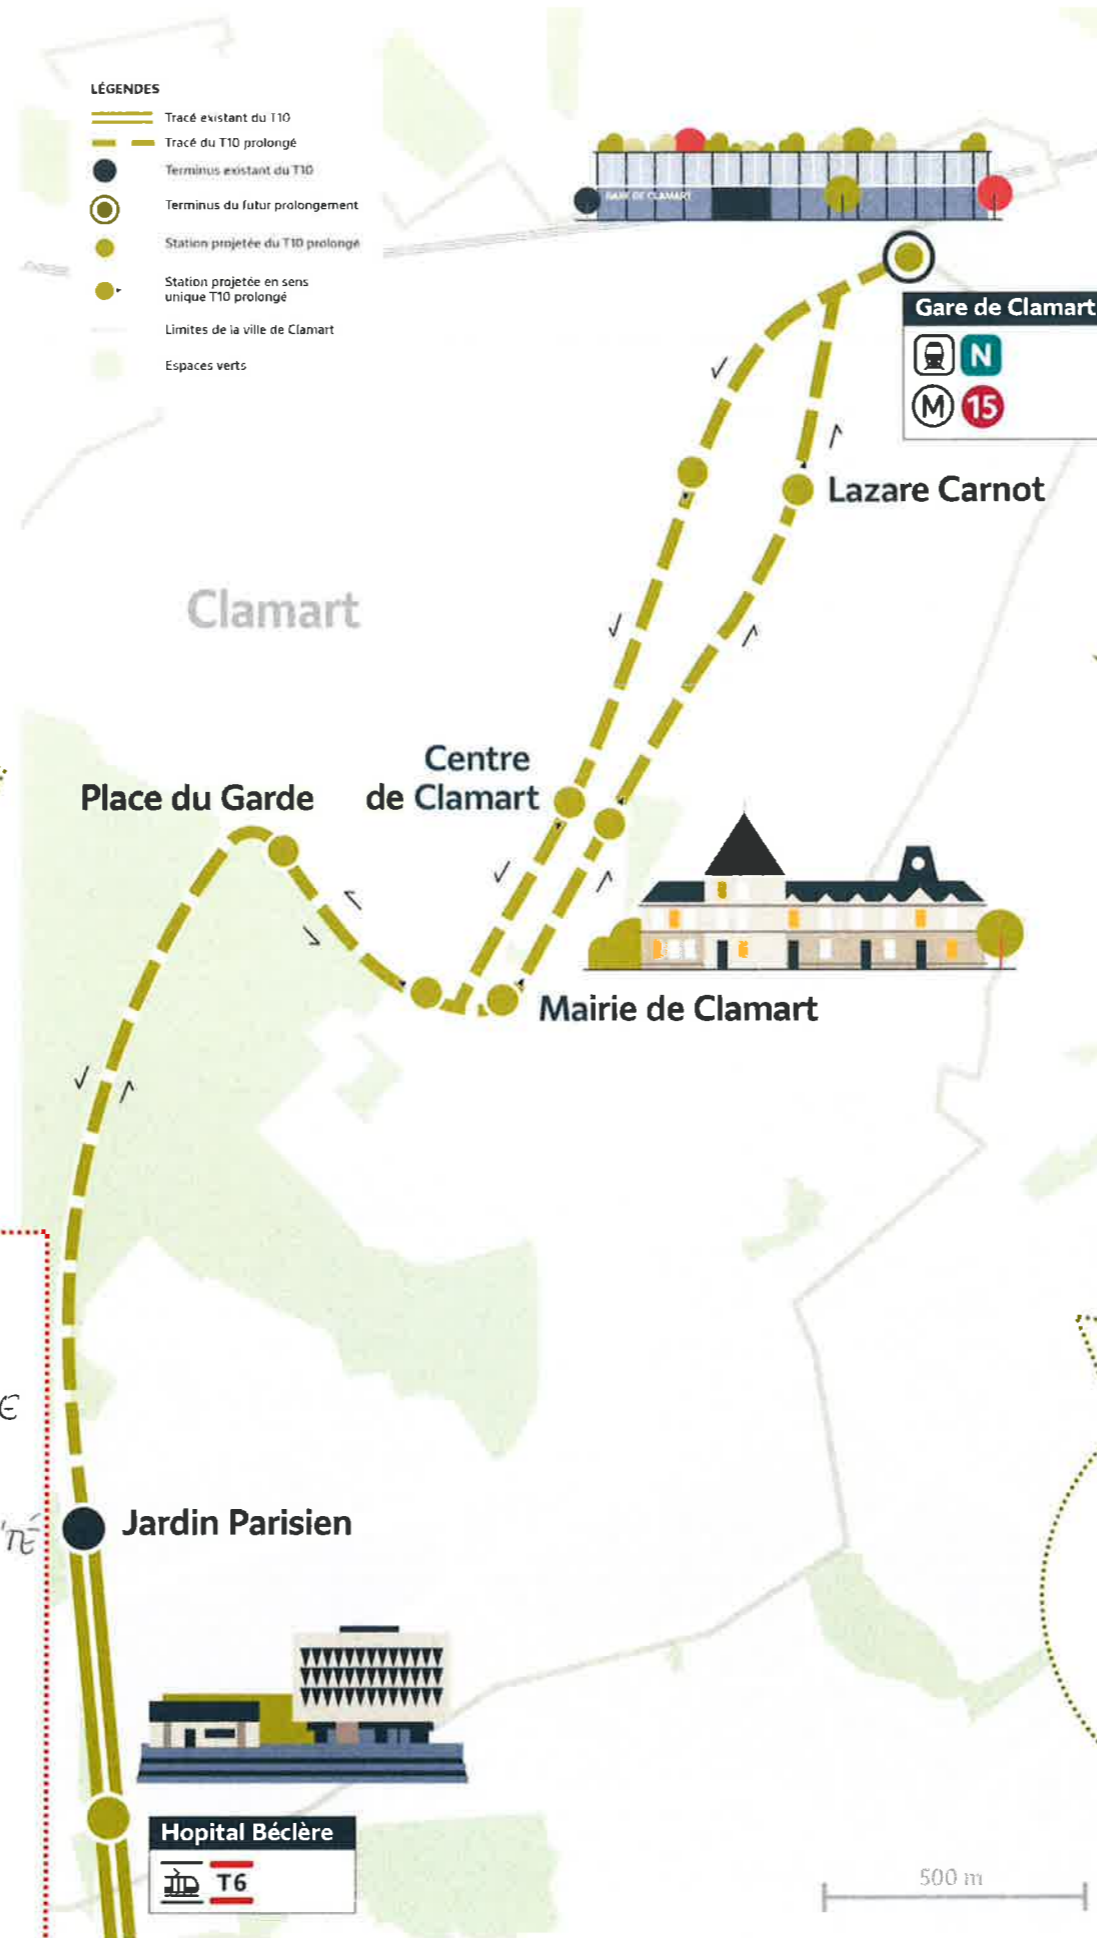 LÉGENDES
Tracé existant du T10
Tracé du T10 prolongé
Terminus existant du T10
Terminus du futur prolongement
Station projetée du T10 prolongé
Station projetée en sens
unique T10 prolongé
Limites de la ville de Clamart
Espaces verts
GARE DE CLAMART
Gare de Clamart
N
M 15
Lazare Carnot
Clamart
Centre
de Clamart
Place du Garde
Mairie de Clamart
Jardin Parisien
Hopital Béclère
T6
500 m